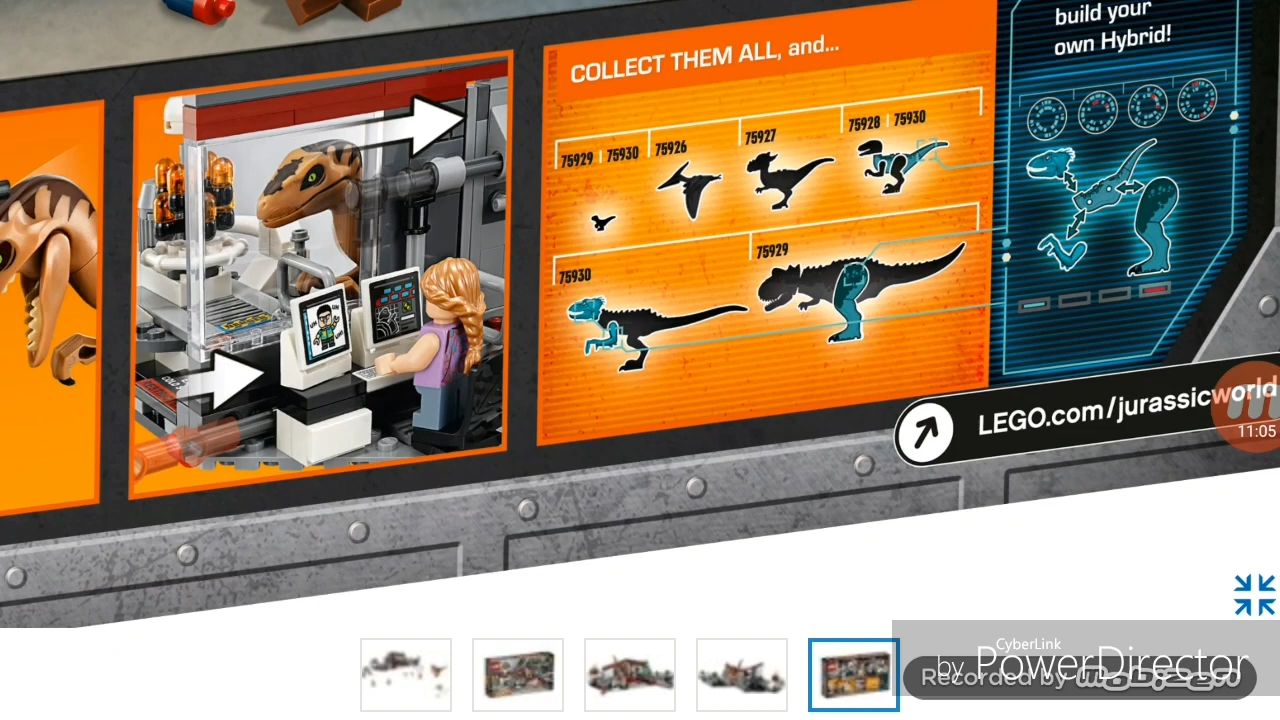 build your
own Hybrid!
COLLECT THEM ALL, and...
75929 | 75930
75926
75927
75928 | 75930
75930
75929
LEGO.com/jurassicworld
11:05
CyberLink
by PowerDirector
Recorded by